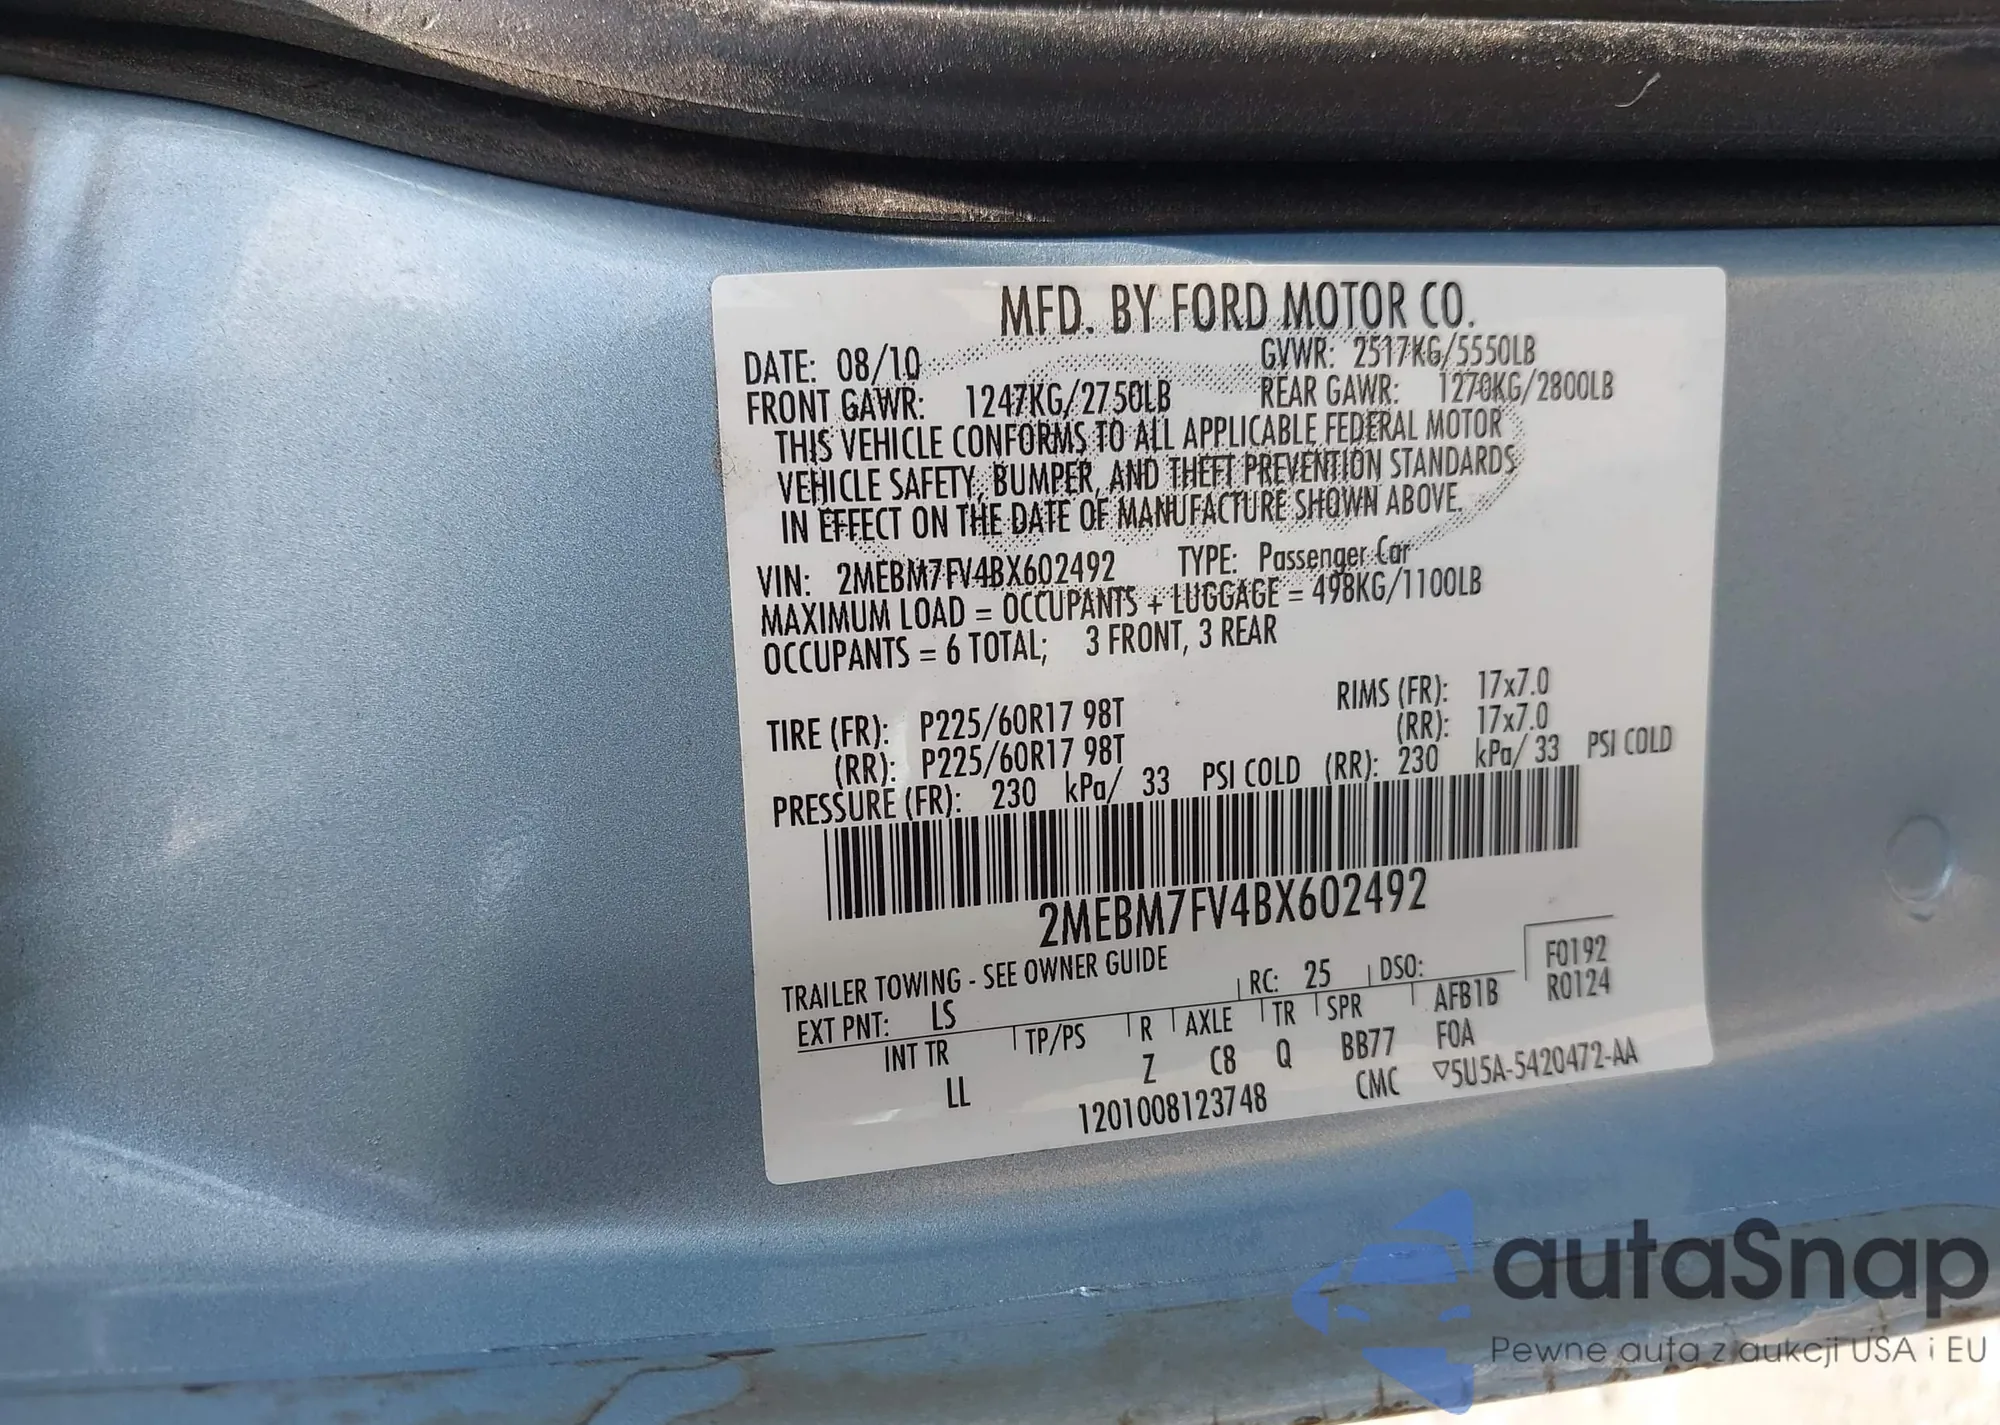 MFD. BY FORD MOTOR CO.
DATE: 08/10 GVWR: 2517KG/5550LB
FRONT GAWR: 1247KG/2750LB REAR GAWR: 1270KG/2800LB
THIS VEHICLE CONFORMS TO ALL APPLICABLE FEDERAL MOTOR
VEHICLE SAFETY, BUMPER, AND THEFT PREVENTION STANDARDS
IN EFFECT ON THE DATE OF MANUFACTURE SHOWN ABOVE.
VIN: 2MEBM7FV4BX602492 TYPE: Passenger Car
MAXIMUM LOAD = OCCUPANTS + LUGGAGE = 498KG/1100LB
OCCUPANTS = 6 TOTAL; 3 FRONT, 3 REAR
TIRE (FR): P225/60R17 98T RIMS (FR): 17x7.0
(RR): P225/60R17 98T (RR): 17x7.0
PRESSURE (FR): 230 kPa/ 33 PSI COLD (RR): 230 kPa/ 33 PSI COLD
2MEBM7FV4BX602492
TRAILER TOWING - SEE OWNER GUIDE RC: 25 DSO: F0192
EXT PNT: LS AFB1B R0124
INT TR TP/PS R AXLE TR SPR F0A
LL Z C8 Q BB77
1201008123748 CMC ▽5U5A-5420472-AA
autaSnap
Pewne auta z aukcji USA i EU